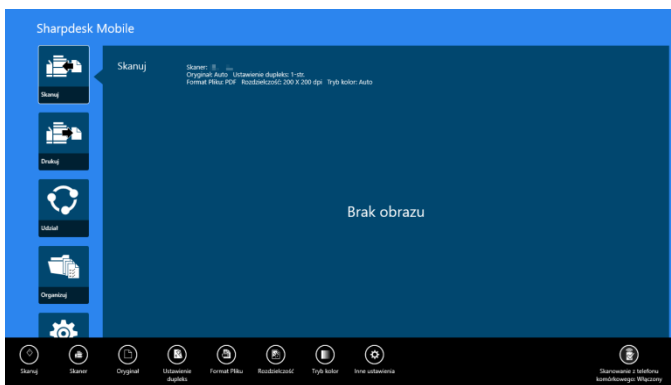 Sharpdesk Mobile
Skanuj
Drukuj
Udział
Organizuj
Skanuj
Skaner:
Oryginał: Auto Ustawienie dupleks: 1-str.
Format Pliku: PDF Rozdzielczość: 200 X 200 dpi Tryb kolor: Auto
Brak obrazu
Skanuj
Skaner
Oryginał
Ustawienie
dupleks
Format Pliku
Rozdzielczość
Tryb kolor
Inne ustawienia
Skanowanie z telefonu
komórkowego: Włączony